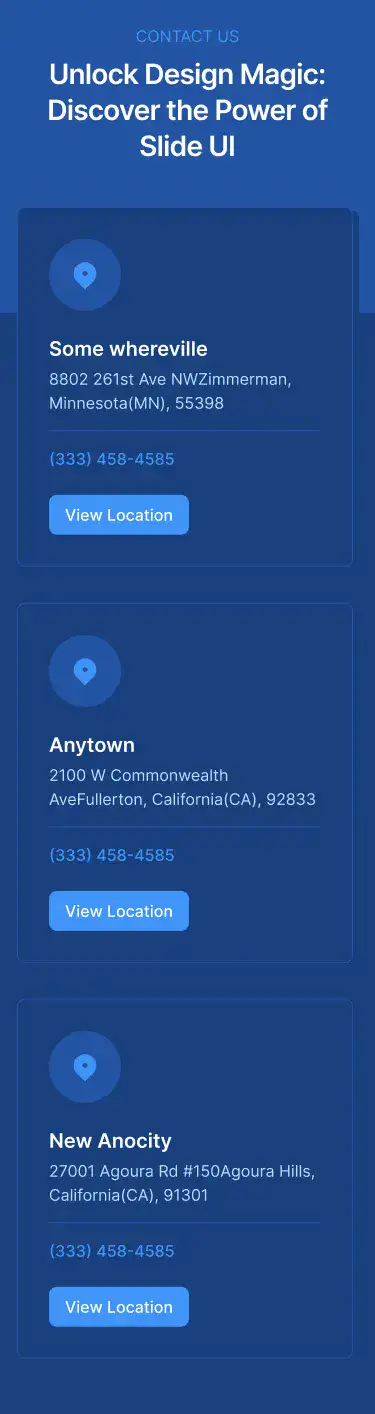 CONTACT US
Unlock Design Magic:
Discover the Power of
Slide UI
Some whereville
8802 261st Ave NWZimmerman,
Minnesota(MN), 55398
(333) 458-4585
View Location
Anytown
2100 W Commonwealth
AveFullerton, California(CA), 92833
(333) 458-4585
View Location
New Anocity
27001 Agoura Rd #150Agoura Hills,
California(CA), 91301
(333) 458-4585
View Location